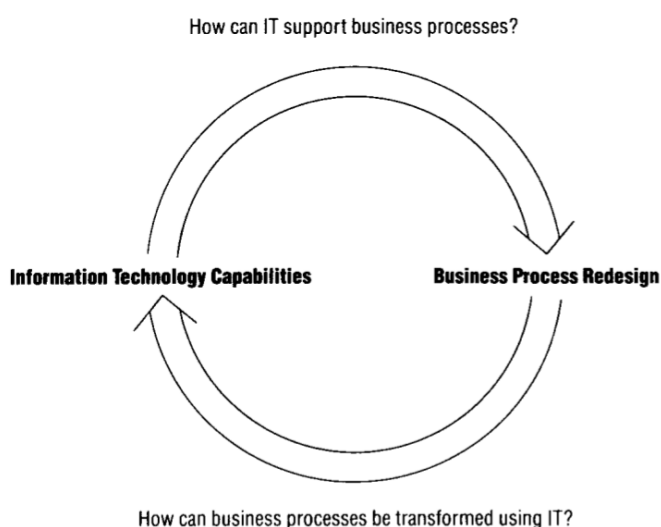 How can IT support business processes?
Information Technology Capabilities
Business Process Redesign
How can business processes be transformed using IT?